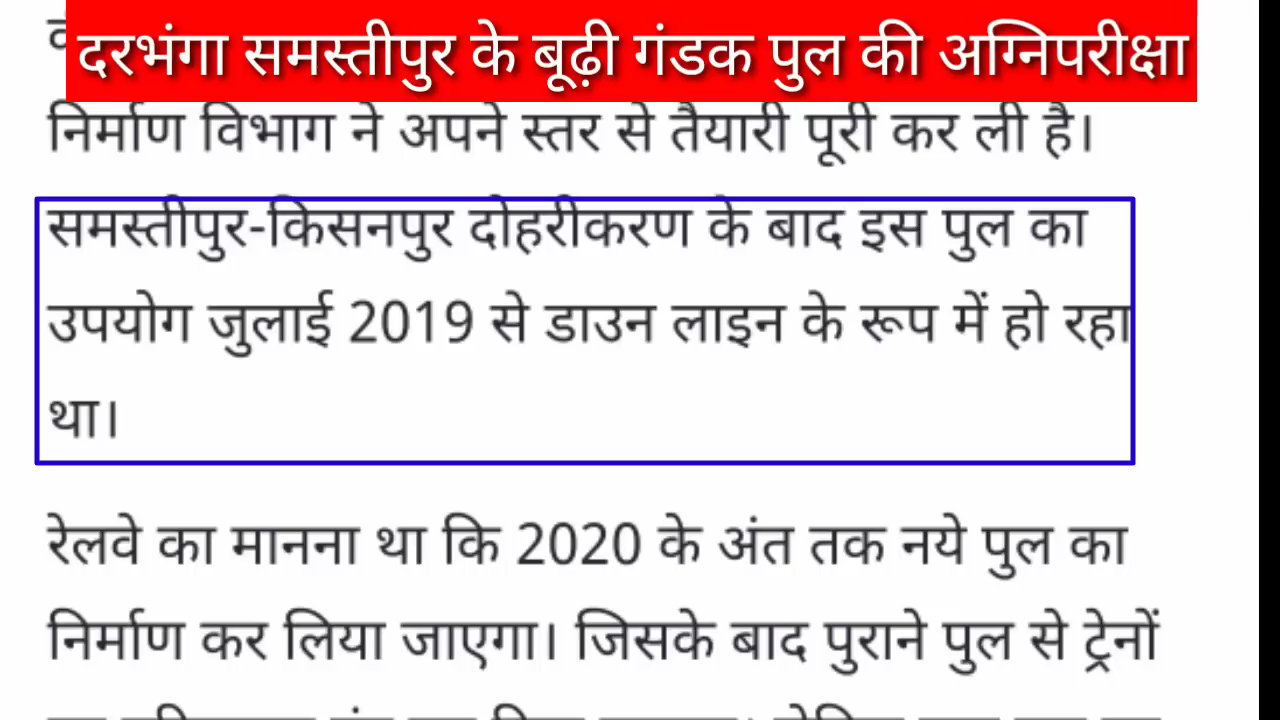 दरभंगा समस्तीपुर के बूढ़ी गंडक पुल की अग्निपरीक्षा
निर्माण विभाग ने अपने स्तर से तैयारी पूरी कर ली है।
समस्तीपुर-किसनपुर दोहरीकरण के बाद इस पुल का
उपयोग जुलाई 2019 से डाउन लाइन के रूप में हो रहा
था।
रेलवे का मानना था कि 2020 के अंत तक नये पुल का
निर्माण कर लिया जाएगा। जिसके बाद पुराने पुल से ट्रेनों